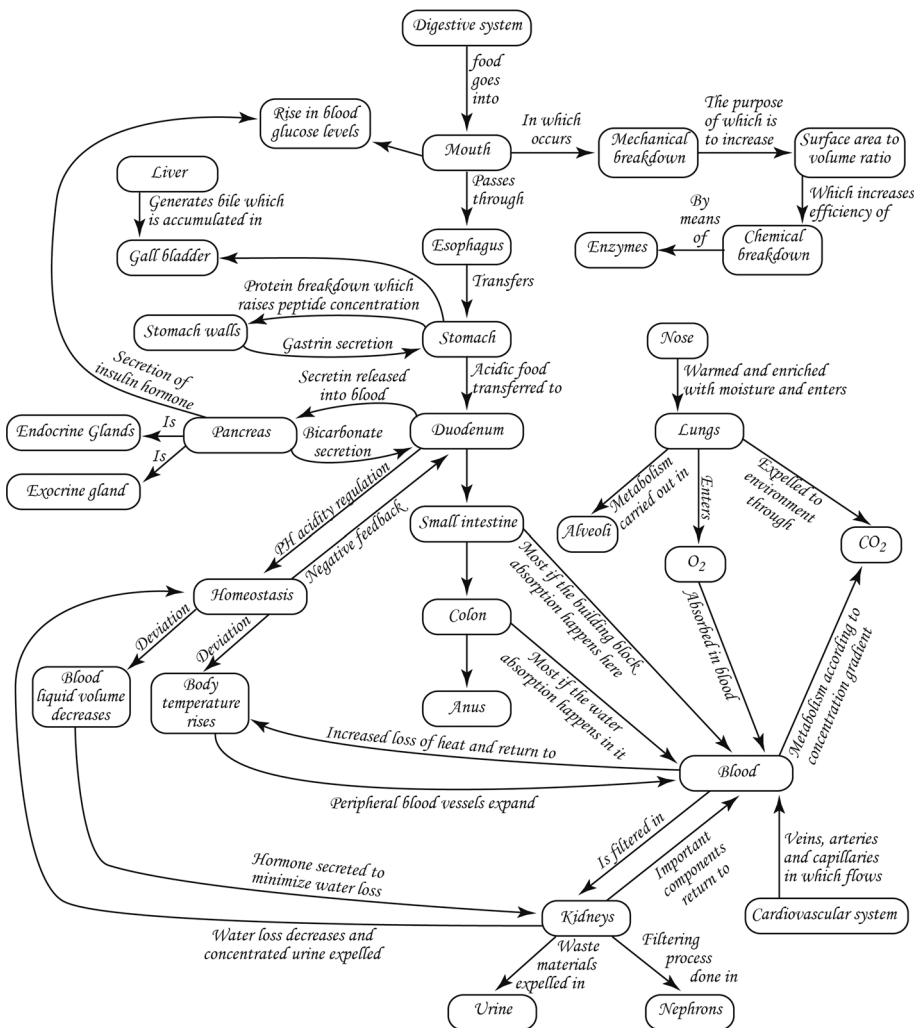 Digestive system
food
goes
into
Rise in blood
glucose levels
Mouth
In which
occurs
Mechanical
breakdown
The purpose
of which is
to increase
Surface area to
volume ratio
Liver
Generates bile which
is accumulated in
Gall bladder
Passes
through
Esophagus
Which increases
efficiency of
By
means
of
Enzymes
Chemical
breakdown
Transfers
Protein breakdown which
raises peptide concentration
Stomach walls
Gastrin secretion
Stomach
Nose
Secretion of
insulin hormone
Secretin released
into blood
Acidic food
transferred to
Warmed and enriched
with moisture and enters
Endocrine Glands
Is
Pancreas
Bicarbonate
secretion
Duodenum
Lungs
Is
Exocrine gland
PH acidity regulation
Negative feedback
Small intestine
Metabolism
carried out in
Enters
Expelled to
environment
through
Alveoli
O2
CO2
Most if the building block
absorption happens here
Homeostasis
Colon
Deviation
Deviation
Most if the water
absorption happens in it
Absorbed in blood
Metabolism according to
concentration gradient
Blood
liquid volume
decreases
Body
temperature
rises
Anus
Increased loss of heat and return to
Blood
Peripheral blood vessels expand
Is filtered in
Important
components
return to
Veins, arteries
and capillaries
in which flows
Hormone secreted to
minimize water loss
Kidneys
Cardiovascular system
Water loss decreases and
concentrated urine expelled
Waste
materials
expelled in
Filtering
process
done in
Urine
Nephrons